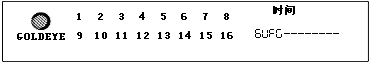 1 2 3 4 5 6 7 8 时间
GOLDEYE 9 10 11 12 13 14 15 16 SUFC--------